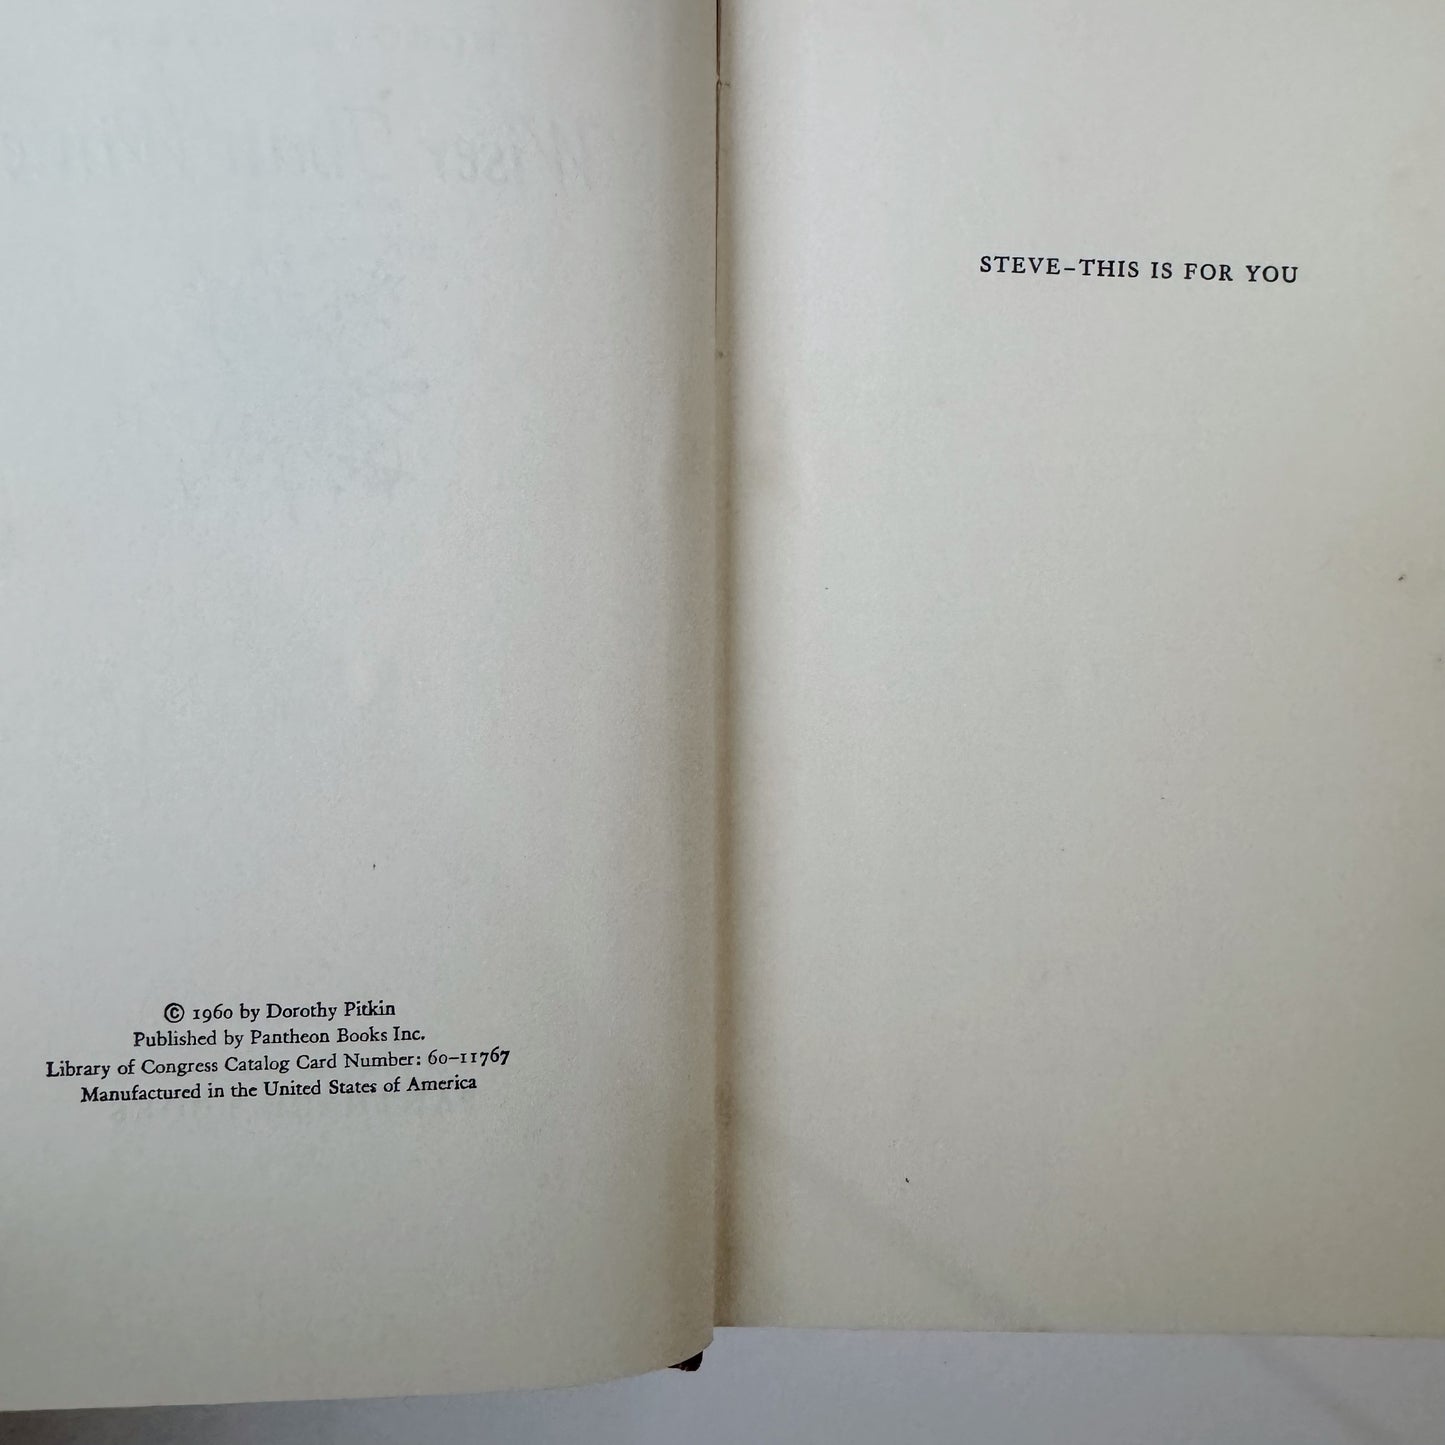 © 1960 by Dorothy Pitkin
Published by Pantheon Books Inc.
Library of Congress Catalog Card Number: 60–11767
Manufactured in the United States of America
STEVE–THIS IS FOR YOU